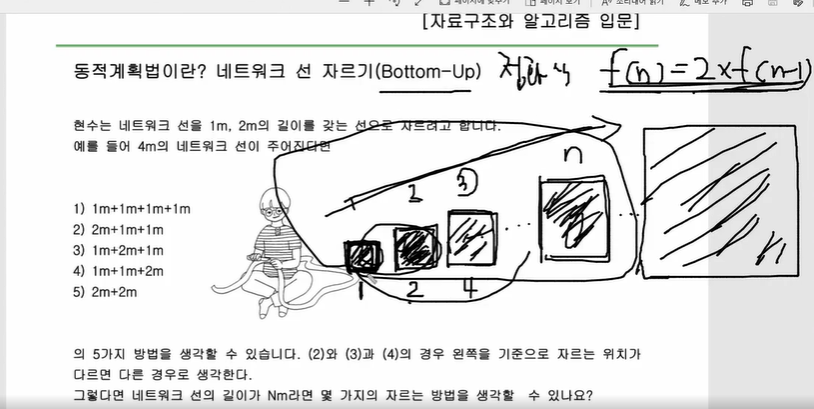 [자료구조와 알고리즘 입문]
동적계획법이란? 네트워크 선 자르기(Bottom-Up) 점화식 f(n)=2×f(n-1)
현수는 네트워크 선을 1m, 2m의 길이를 갖는 선으로 자르려고 합니다.
예를 들어 4m의 네트워크 선이 주어진다면
n
1 2 3
1) 1m+1m+1m+1m
2) 2m+1m+1m
3) 1m+2m+1m
4) 1m+1m+2m
5) 2m+2m
1 2 4
의 5가지 방법을 생각할 수 있습니다. (2)와 (3)과 (4)의 경우 왼쪽을 기준으로 자르는 위치가
다르면 다른 경우로 생각한다.
그렇다면 네트워크 선의 길이가 Nm라면 몇 가지의 자르는 방법을 생각할 수 있나요?